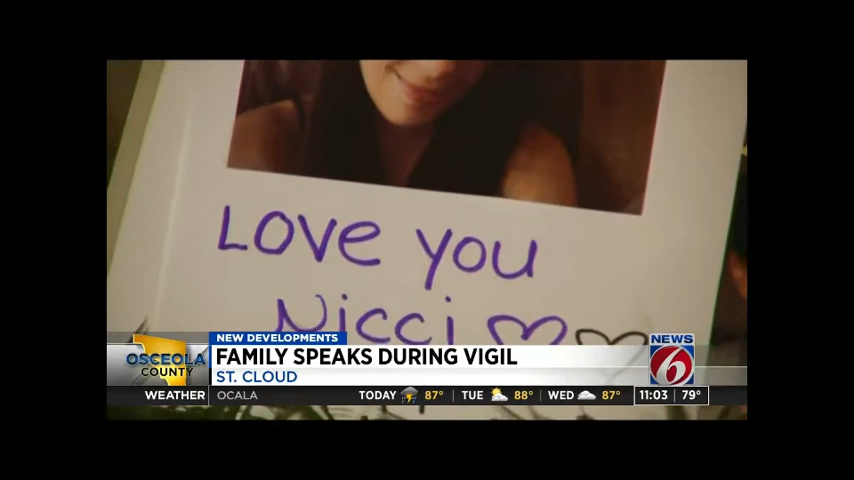 Love you
Nicci
NEW DEVELOPMENTS
OSCEOLA
COUNTY
FAMILY SPEAKS DURING VIGIL
ST. CLOUD
NEWS
6
WEATHER
OCALA
TODAY 87° TUE 88° WED 87°
11:03 79°